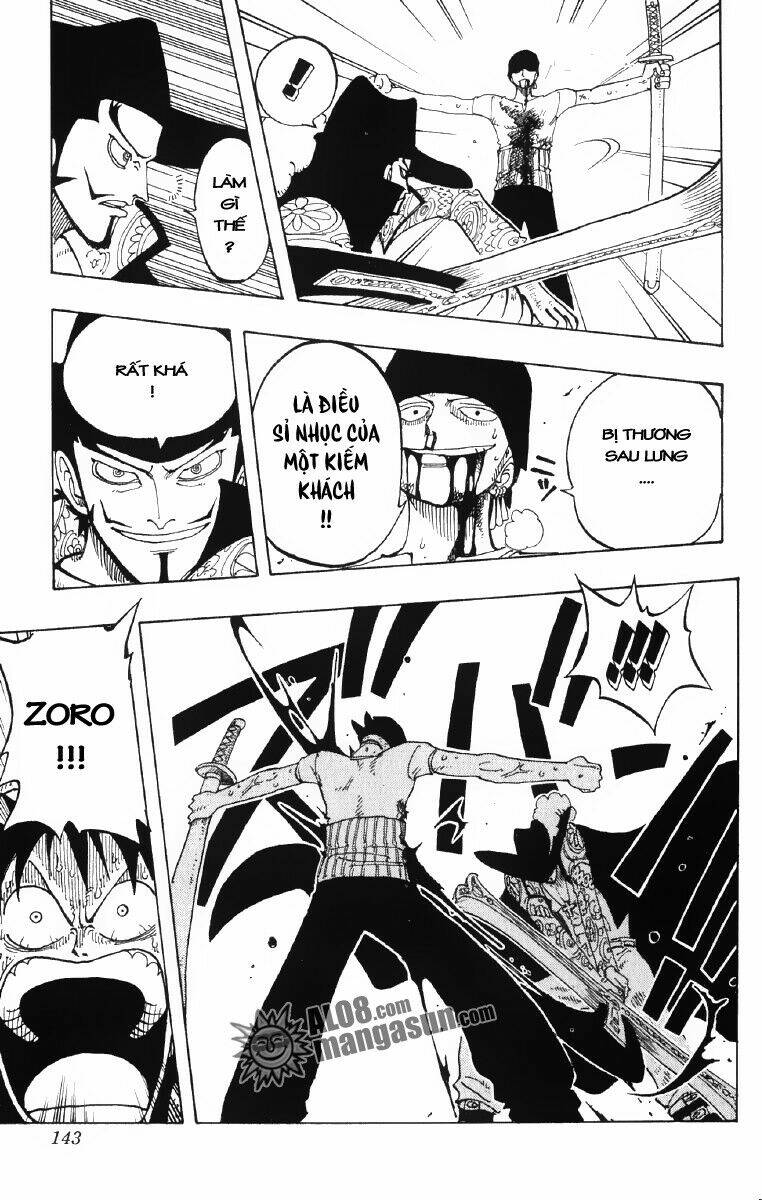 !
LÀM
GÌ
THẾ
?
BỊ THƯƠNG
SAU LƯNG
....
LÀ ĐIỀU
SỈ NHỤC CỦA
MỘT KIẾM
KHÁCH
!!
RẤT KHÁ
!
!!!
ZORO
!!!
AL08.com
mangasun.com
143